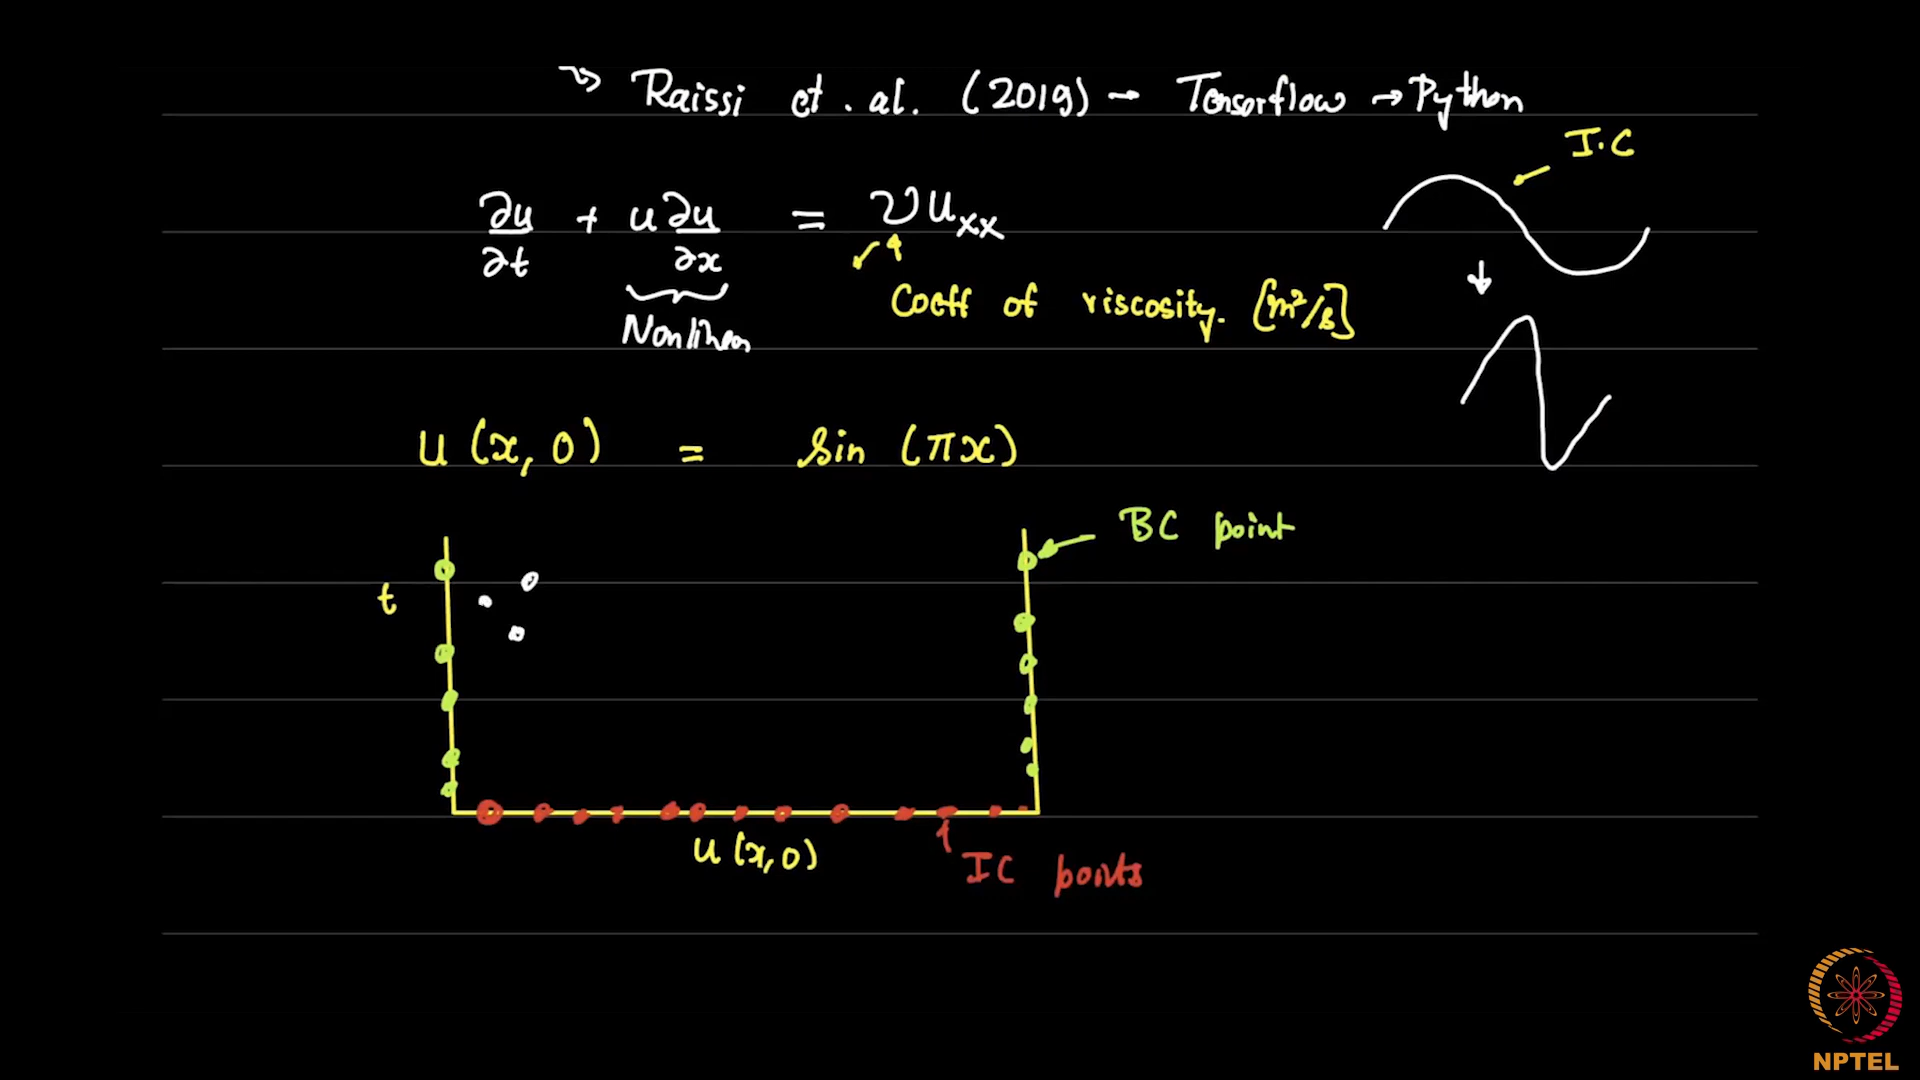 Raissi et. al. (2019) → Tensorflow → Python
I.C
∂u/∂t + u ∂u/∂x = ν u_xx
Coeff of viscosity. [m²/s]
Nonlinear
u (x, 0) = sin (πx)
BC point
t
u (x, 0)
IC points
NPTEL